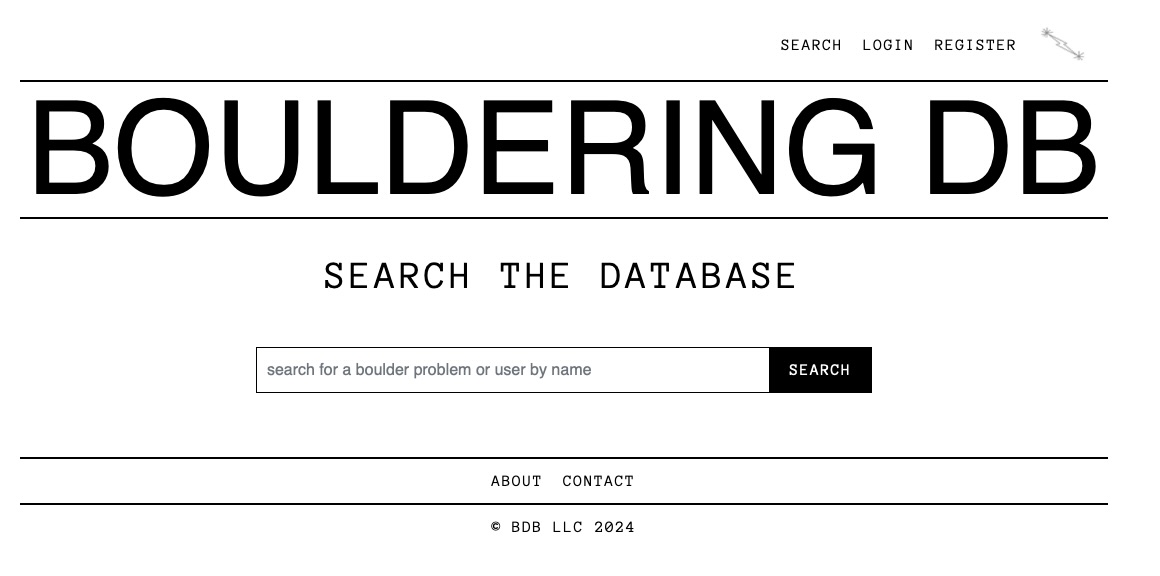 SEARCH LOGIN REGISTER
BOULDERING DB
SEARCH THE DATABASE
search for a boulder problem or user by name SEARCH
ABOUT CONTACT
© BDB LLC 2024